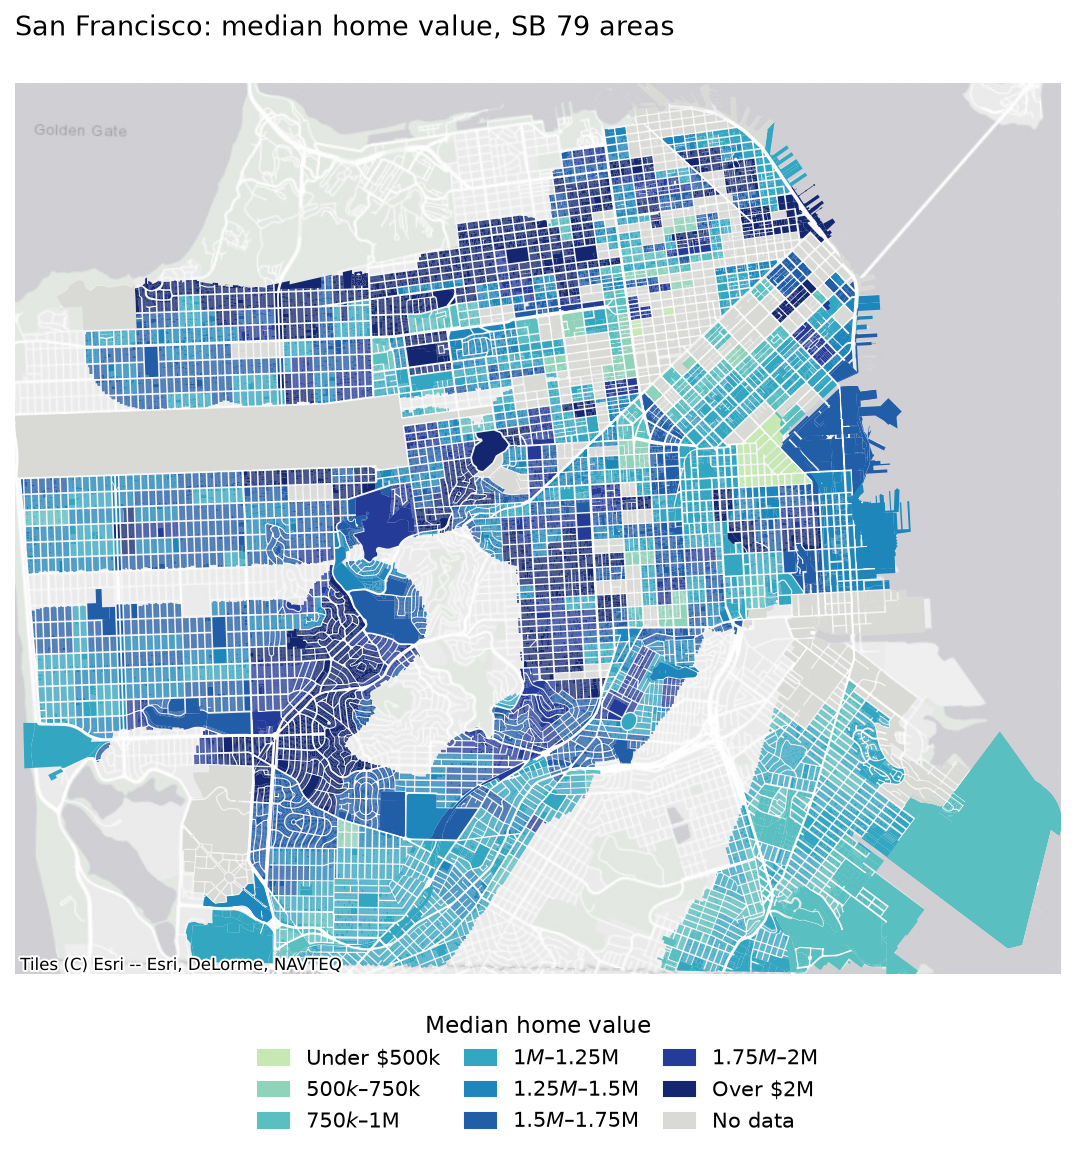 San Francisco: median home value, SB 79 areas
Golden Gate
Tiles (C) Esri -- Esri, DeLorme, NAVTEQ
Median home value
Under $500k
500k–750k
750k–1M
1M–1.25M
1.25M–1.5M
1.5M–1.75M
1.75M–2M
Over $2M
No data